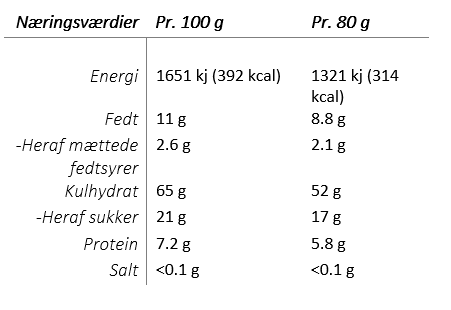 Næringsværdier Pr. 100 g Pr. 80 g
Energi 1651 kj (392 kcal) 1321 kj (314
kcal)
Fedt 11 g 8.8 g
-Heraf mættede 2.6 g 2.1 g
fedtsyrer
Kulhydrat 65 g 52 g
-Heraf sukker 21 g 17 g
Protein 7.2 g 5.8 g
Salt <0.1 g <0.1 g